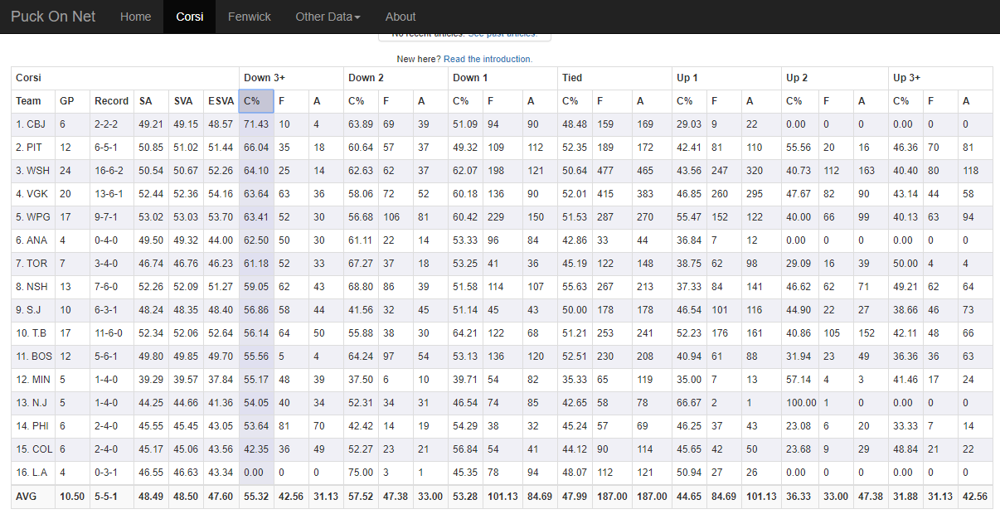 Puck On Net Home Corsi Fenwick Other Data About
No recent articles. See past articles.
New here? Read the introduction.
Corsi Down 3+ Down 2 Down 1 Tied Up 1 Up 2 Up 3+
Team GP Record SA SVA ESVA C% F A C% F A C% F A C% F A C% F A C% F A C% F A
1. CBJ 6 2-2-2 49.21 49.15 48.57 71.43 10 4 63.89 69 39 51.09 94 90 48.48 159 169 29.03 9 22 0.00 0 0 0.00 0 0
2. PIT 12 6-5-1 50.85 51.02 51.44 66.04 35 18 60.64 57 37 49.32 109 112 52.35 189 172 42.41 81 110 55.56 20 16 46.36 70 81
3. WSH 24 16-6-2 50.54 50.67 52.26 64.10 25 14 62.63 62 37 62.07 198 121 50.64 477 465 43.56 247 320 40.73 112 163 40.40 80 118
4. VGK 20 13-6-1 52.44 52.36 54.16 63.64 63 36 58.06 72 52 60.18 136 90 52.01 415 383 46.85 260 295 47.67 82 90 43.14 44 58
5. WPG 17 9-7-1 53.02 53.03 53.70 63.41 52 30 56.68 106 81 60.42 229 150 51.53 287 270 55.47 152 122 40.00 66 99 40.13 63 94
6. ANA 4 0-4-0 49.50 49.32 44.00 62.50 50 30 61.11 22 14 53.33 96 84 42.86 33 44 36.84 7 12 0.00 0 0 0.00 0 0
7. TOR 7 3-4-0 46.74 46.76 46.23 61.18 52 33 67.27 37 18 53.25 41 36 45.19 122 148 38.75 62 98 29.09 16 39 50.00 4 4
8. NSH 13 7-6-0 52.26 52.09 51.27 59.05 62 43 68.80 86 39 51.58 114 107 55.63 267 213 37.33 84 141 46.62 62 71 49.21 62 64
9. S.J 10 6-3-1 48.24 48.35 48.40 56.86 58 44 41.56 32 45 51.14 45 43 50.00 178 178 46.54 101 116 44.90 22 27 38.66 46 73
10. T.B 17 11-6-0 52.34 52.06 52.64 56.14 64 50 55.88 38 30 64.21 122 68 51.21 253 241 52.23 176 161 40.86 105 152 42.11 48 66
11. BOS 12 5-6-1 49.80 49.85 49.70 55.56 5 4 64.24 97 54 53.13 136 120 52.51 230 208 40.94 61 88 31.94 23 49 36.36 36 63
12. MIN 5 1-4-0 39.29 39.57 37.84 55.17 48 39 37.50 6 10 39.71 54 82 35.33 65 119 35.00 7 13 57.14 4 3 41.46 17 24
13. N.J 5 1-4-0 44.25 44.66 41.36 54.05 40 34 52.31 34 31 46.54 74 85 42.65 58 78 66.67 2 1 100.00 1 0 0.00 0 0
14. PHI 6 2-4-0 45.55 45.45 43.05 53.64 81 70 42.42 14 19 54.29 38 32 45.24 57 69 46.25 37 43 23.08 6 20 33.33 7 14
15. COL 6 2-4-0 45.17 45.06 43.56 42.35 36 49 52.27 23 21 56.84 54 41 44.12 90 114 45.65 42 50 23.68 9 29 48.84 21 22
16. L.A 4 0-3-1 46.55 46.63 43.34 0.00 0 0 75.00 3 1 45.35 78 94 48.07 112 121 50.94 27 26 0.00 0 0 0.00 0 0
AVG 10.50 5-5-1 48.49 48.50 47.60 55.32 42.56 31.13 57.52 47.38 33.00 53.28 101.13 84.69 47.99 187.00 187.00 44.65 84.69 101.13 36.33 33.00 47.38 31.88 31.13 42.56